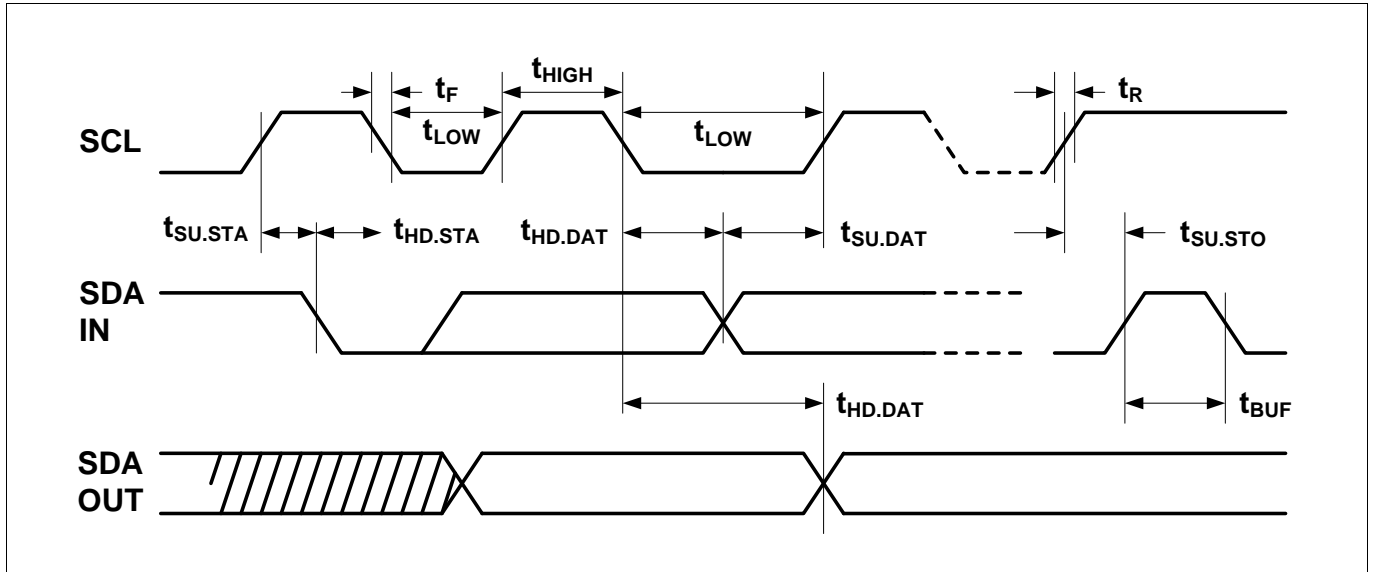 tHIGH
tF
tR
SCL
tLOW
tLOW
tSU.STA
tHD.STA
tHD.DAT
tSU.DAT
tSU.STO
SDA
IN
tHD.DAT
tBUF
SDA
OUT